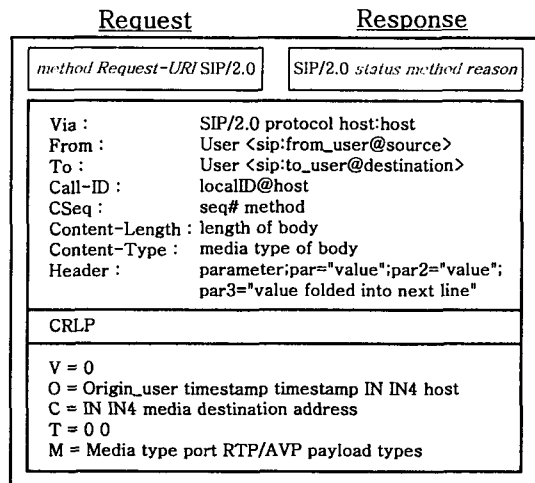 Request Response
method Request-URI SIP/2.0 SIP/2.0 status method reason
Via : SIP/2.0 protocol host:host
From : User <sip:from_user@source>
To : User <sip:to_user@destination>
Call-ID : localID@host
CSeq : seq# method
Content-Length : length of body
Content-Type : media type of body
Header : parameter;par="value";par2="value";
par3="value folded into next line"
CRLP
V = 0
O = Origin_user timestamp timestamp IN IN4 host
C = IN IN4 media destination address
T = 0 0
M = Media type port RTP/AVP payload types